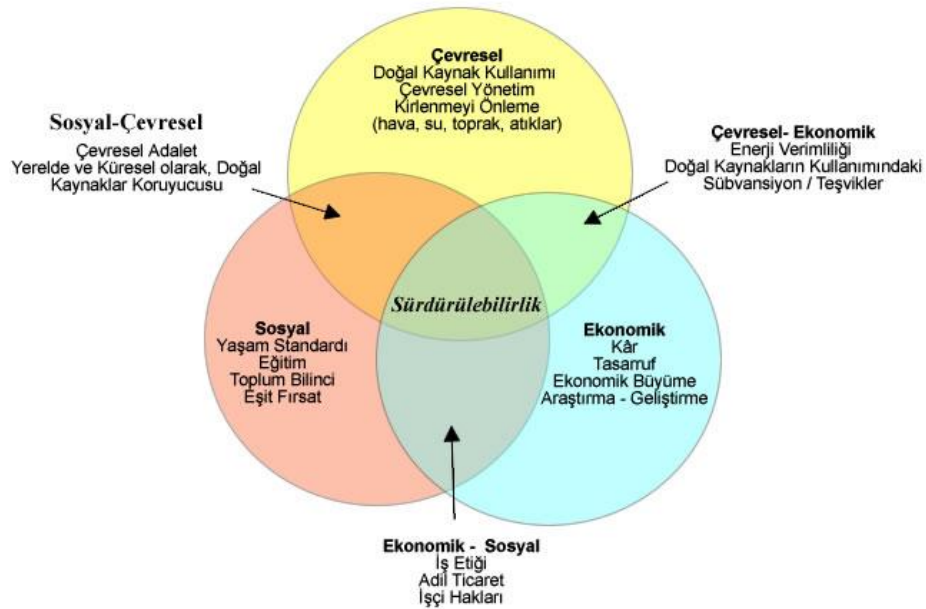 Çevresel
Doğal Kaynak Kullanımı
Çevresel Yönetim
Kirlenmeyi Önleme
(hava, su, toprak, atıklar)
Sosyal-Çevresel
Çevresel Adalet
Yerelde ve Küresel olarak, Doğal
Kaynaklar Koruyucusu
Çevresel- Ekonomik
Enerji Verimliliği
Doğal Kaynakların Kullanımındaki
Sübvansiyon / Teşvikler
Sürdürülebilirlik
Sosyal
Yaşam Standardı
Eğitim
Toplum Bilinci
Eşit Fırsat
Ekonomik
Kâr
Tasarruf
Ekonomik Büyüme
Araştırma - Geliştirme
Ekonomik - Sosyal
İş Etiği
Adil Ticaret
İşçi Hakları